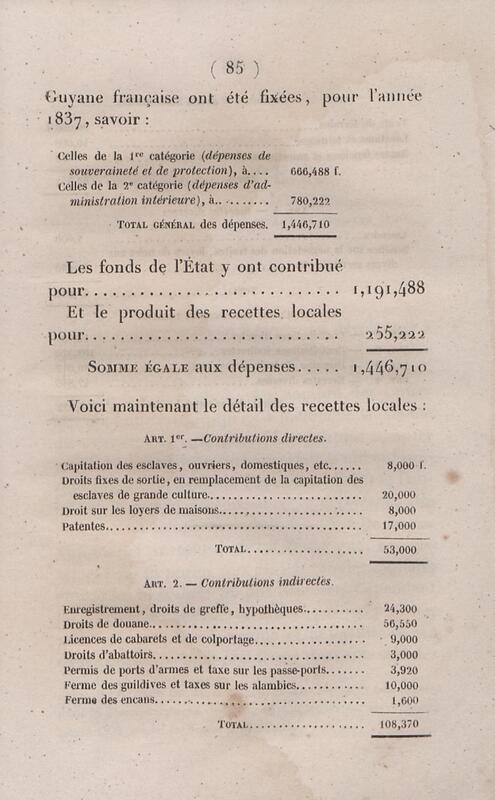 ( 85 )
Guyane française ont été fixées, pour l'année
1837, savoir :
Celles de la 1re catégorie (dépenses de
souveraineté et de protection), à.... 666,488 f.
Celles de la 2e catégorie (dépenses d'ad-
ministration intérieure), à........... 780,222
TOTAL GÉNÉRAL des dépenses. 1,446,710
Les fonds de l'État y ont contribué
pour........................... 1,191,488
Et le produit des recettes locales
pour........................... 255,222
SOMME ÉGALE aux dépenses..... 1,446,710
Voici maintenant le détail des recettes locales :
ART. 1er. —Contributions directes.
Capitation des esclaves, ouvriers, domestiques, etc...... 8,000 f.
Droits fixes de sortie, en remplacement de la capitation des
esclaves de grande culture........................... 20,000
Droit sur les loyers de maisons......................... 8,000
Patentes............................................. 17,000
TOTAL.................... 53,000
ART. 2. — Contributions indirectes.
Enregistrement, droits de greffe, hypothèques........... 24,300
Droits de douane..................................... 56,550
Licences de cabarets et de colportage.................... 9,000
Droits d'abattoirs..................................... 3,000
Permis de ports d'armes et taxe sur les passe-ports....... 3,920
Ferme des guildives et taxes sur les alambics............ 10,000
Ferme des encans..................................... 1,600
TOTAL.................... 108,370